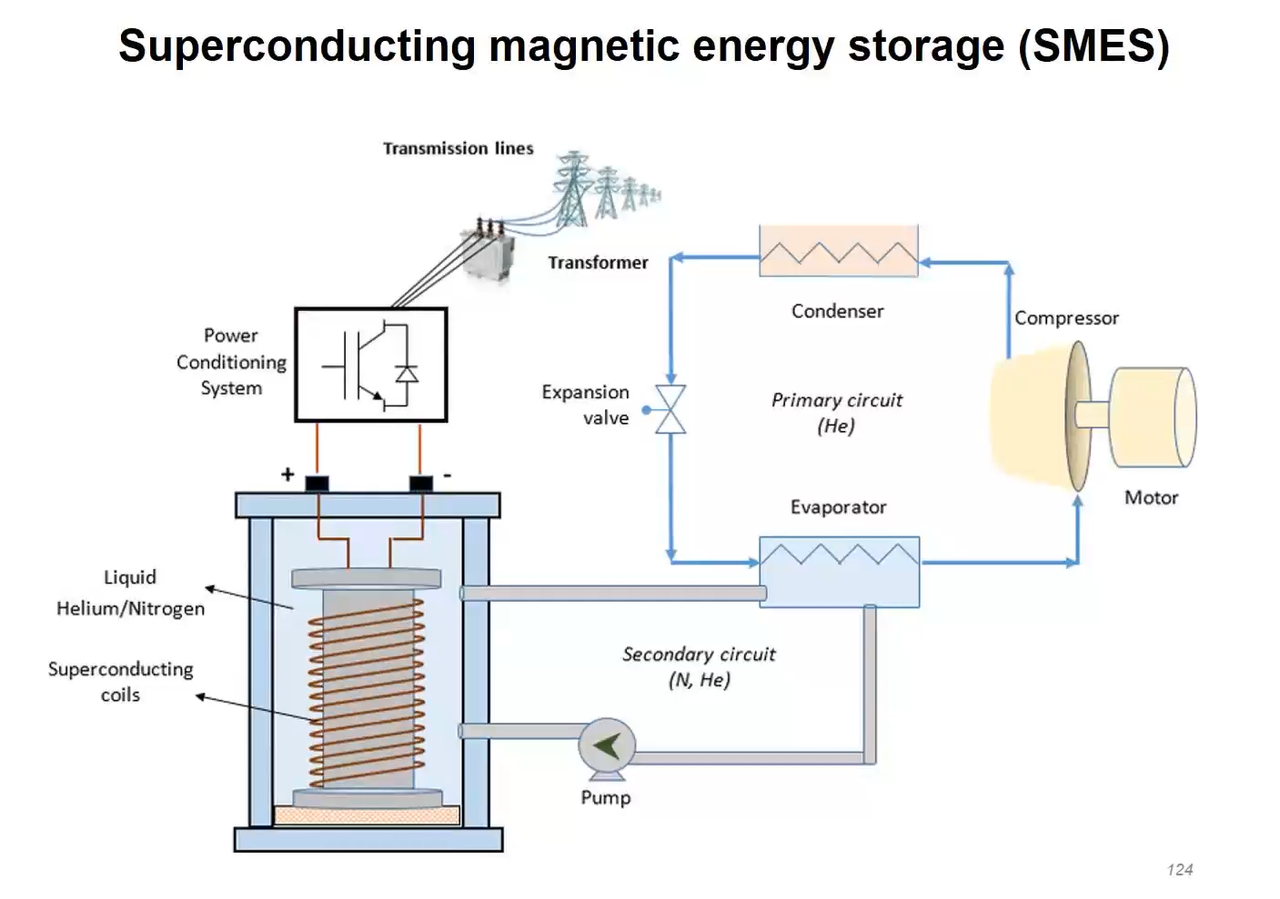 Superconducting magnetic energy storage (SMES)
Transmission lines
Transformer
Condenser
Compressor
Power
Conditioning
System
Expansion
valve
Primary circuit
(He)
+
-
Motor
Evaporator
Liquid
Helium/Nitrogen
Superconducting
coils
Secondary circuit
(N, He)
Pump
124